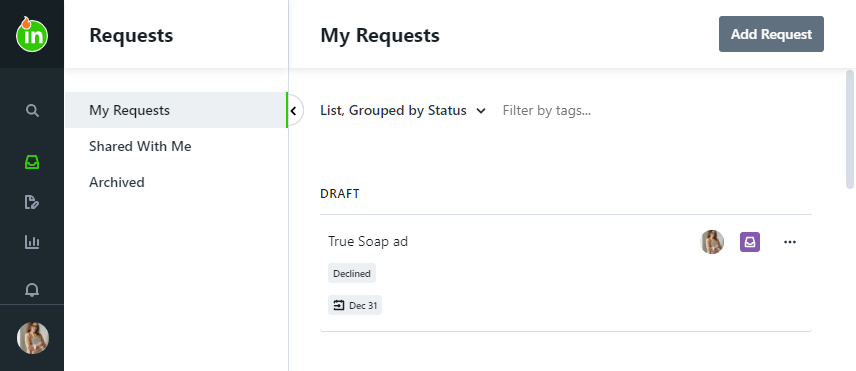 in
Requests
My Requests
Add Request
My Requests
Shared With Me
Archived
List, Grouped by Status
Filter by tags...
DRAFT
True Soap ad
Declined
Dec 31